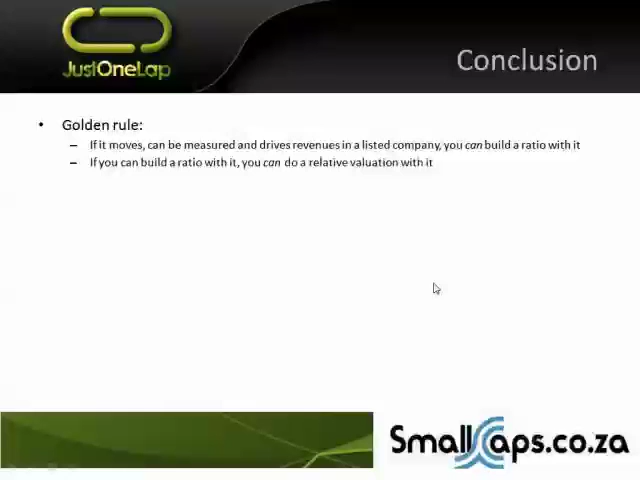 JustOneLap
Conclusion
• Golden rule:
– If it moves, can be measured and drives revenues in a listed company, you can build a ratio with it
– If you can build a ratio with it, you can do a relative valuation with it
SmallCaps.co.za